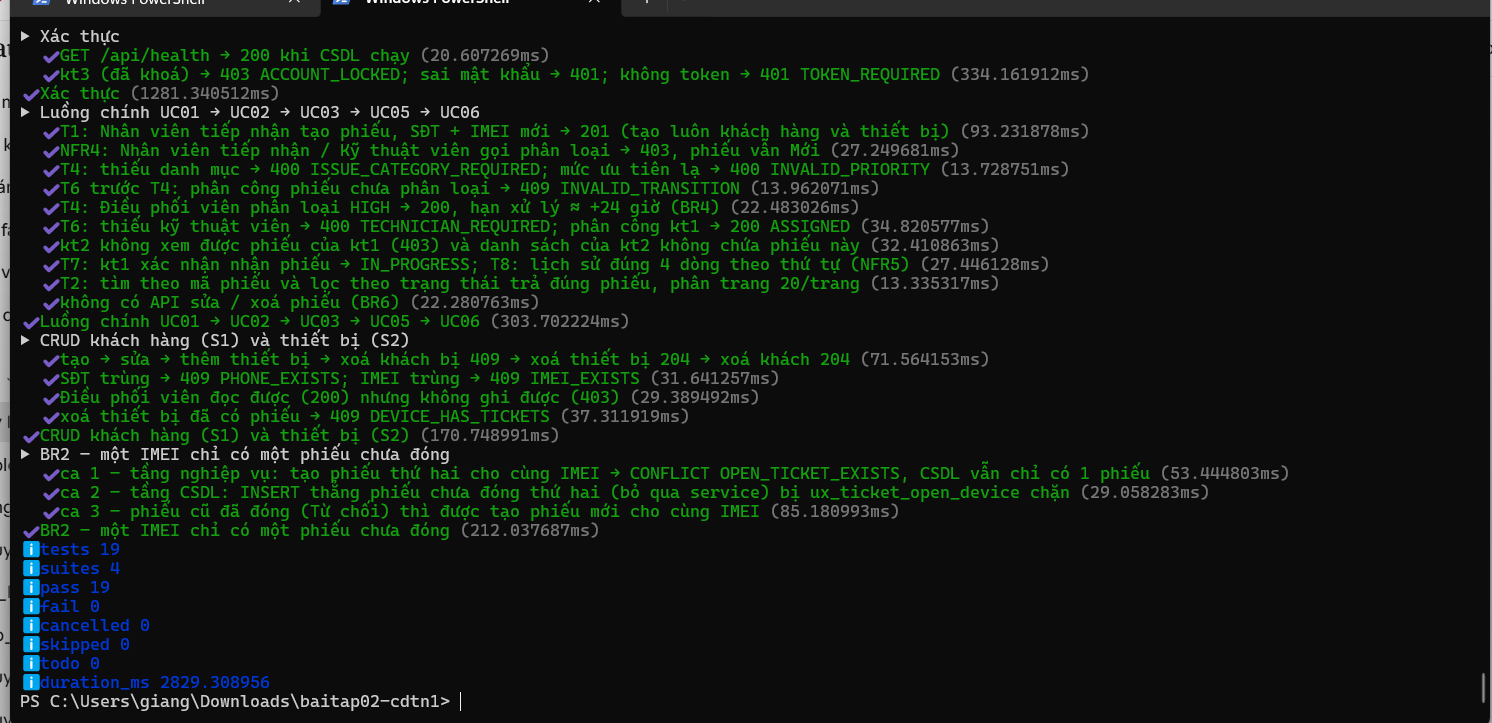 Windows PowerShell
Windows PowerShell
▶ Xác thực
✔GET /api/health → 200 khi CSDL chạy (20.607269ms)
✔kt3 (đã khoá) → 403 ACCOUNT_LOCKED; sai mật khẩu → 401; không token → 401 TOKEN_REQUIRED (334.161912ms)
✔Xác thực (1281.340512ms)
▶ Luồng chính UC01 → UC02 → UC03 → UC05 → UC06
✔T1: Nhân viên tiếp nhận tạo phiếu, SĐT + IMEI mới → 201 (tạo luôn khách hàng và thiết bị) (93.231878ms)
✔NFR4: Nhân viên tiếp nhận / Kỹ thuật viên gọi phân loại → 403, phiếu vẫn Mới (27.249681ms)
✔T4: thiếu danh mục → 400 ISSUE_CATEGORY_REQUIRED; mức ưu tiên lạ → 400 INVALID_PRIORITY (13.728751ms)
✔T6 trước T4: phân công phiếu chưa phân loại → 409 INVALID_TRANSITION (13.962071ms)
✔T4: Điều phối viên phân loại HIGH → 200, hạn xử lý ≈ +24 giờ (BR4) (22.483026ms)
✔T6: thiếu kỹ thuật viên → 400 TECHNICIAN_REQUIRED; phân công kt1 → 200 ASSIGNED (34.820577ms)
✔kt2 không xem được phiếu của kt1 (403) và danh sách của kt2 không chứa phiếu này (32.410863ms)
✔T7: kt1 xác nhận nhận phiếu → IN_PROGRESS; T8: lịch sử đúng 4 dòng theo thứ tự (NFR5) (27.446128ms)
✔T2: tìm theo mã phiếu và lọc theo trạng thái trả đúng phiếu, phân trang 20/trang (13.335317ms)
✔không có API sửa / xoá phiếu (BR6) (22.280763ms)
✔Luồng chính UC01 → UC02 → UC03 → UC05 → UC06 (303.702224ms)
▶ CRUD khách hàng (S1) và thiết bị (S2)
✔tạo → sửa → thêm thiết bị → xoá khách bị 409 → xoá thiết bị 204 → xoá khách 204 (71.564153ms)
✔SĐT trùng → 409 PHONE_EXISTS; IMEI trùng → 409 IMEI_EXISTS (31.641257ms)
✔Điều phối viên đọc được (200) nhưng không ghi được (403) (29.389492ms)
✔xoá thiết bị đã có phiếu → 409 DEVICE_HAS_TICKETS (37.311919ms)
✔CRUD khách hàng (S1) và thiết bị (S2) (170.748991ms)
▶ BR2 — một IMEI chỉ có một phiếu chưa đóng
✔ca 1 — tầng nghiệp vụ: tạo phiếu thứ hai cho cùng IMEI → CONFLICT OPEN_TICKET_EXISTS, CSDL vẫn chỉ có 1 phiếu (53.444803ms)
✔ca 2 — tầng CSDL: INSERT thẳng phiếu chưa đóng thứ hai (bỏ qua service) bị ux_ticket_open_device chặn (29.058283ms)
✔ca 3 — phiếu cũ đã đóng (Từ chối) thì được tạo phiếu mới cho cùng IMEI (85.180993ms)
✔BR2 — một IMEI chỉ có một phiếu chưa đóng (212.037687ms)
ℹtests 19
ℹsuites 4
ℹpass 19
ℹfail 0
ℹcancelled 0
ℹskipped 0
ℹtodo 0
ℹduration_ms 2829.308956
PS C:\Users\giang\Downloads\baitap02-cdtn1>